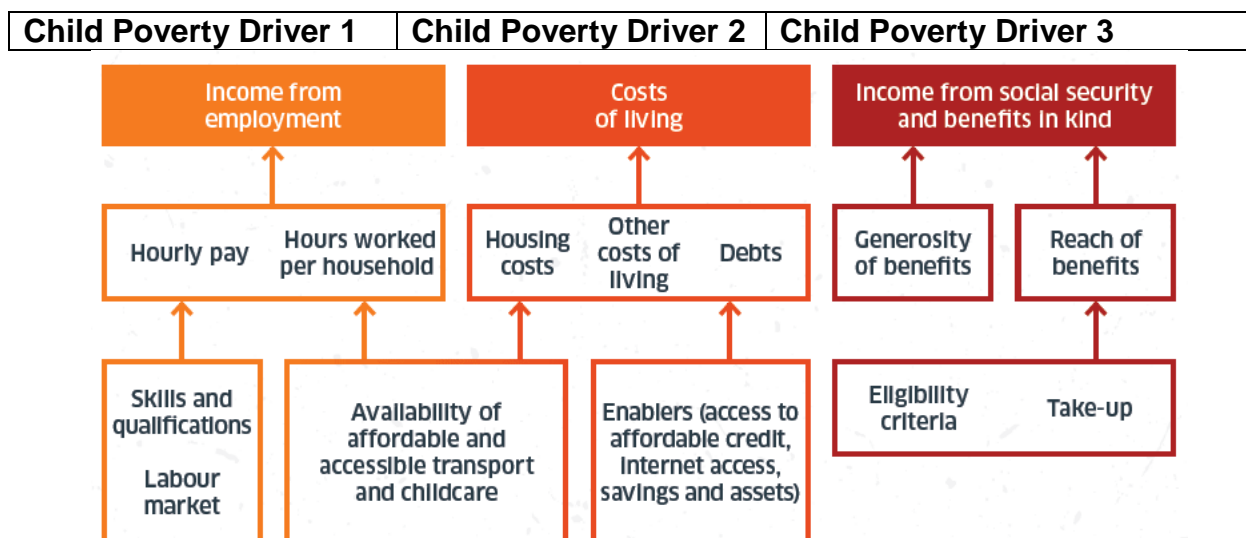 Child Poverty Driver 1
Child Poverty Driver 2
Child Poverty Driver 3
Income from
employment
Costs
of living
Income from social security
and benefits in kind
Hourly pay
Hours worked
per household
Housing
costs
Other
costs of
living
Debts
Generosity
of benefits
Reach of
benefits
Skills and
qualifications
Labour
market
Availability of
affordable and
accessible transport
and childcare
Enablers (access to
affordable credit,
internet access,
savings and assets)
Eligibility
criteria
Take-up